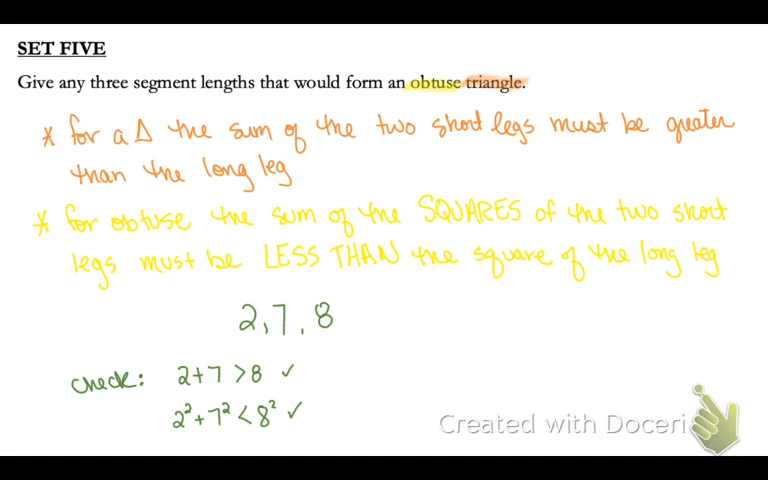 SET FIVE
Give any three segment lengths that would form an obtuse triangle.
* for a Δ the sum of the two short legs must be greater
than the long leg
* for obtuse the sum of the SQUARES of the two short
legs must be LESS THAN the square of the long leg
2, 7, 8
check: 2+7 >8 ✓
2² + 7² < 8² ✓
Created with Doceri